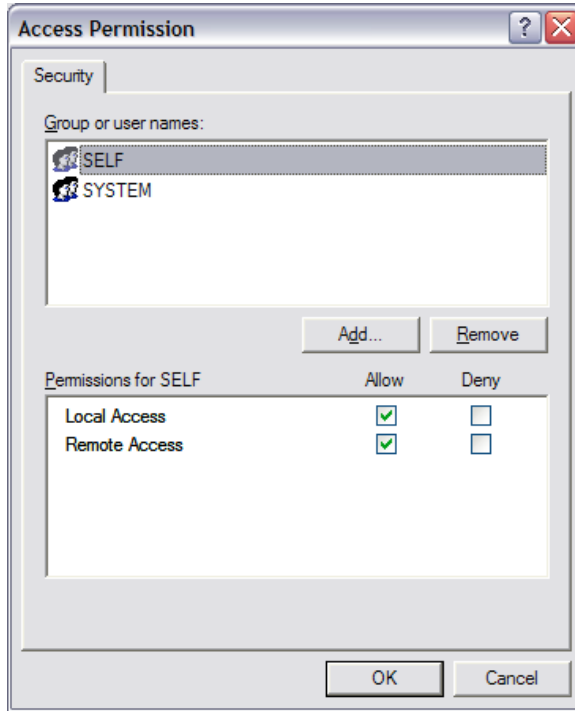 Access Permission
Security
Group or user names:
SELF
SYSTEM
Add...
Remove
Permissions for SELF Allow Deny
Local Access
Remote Access
OK
Cancel